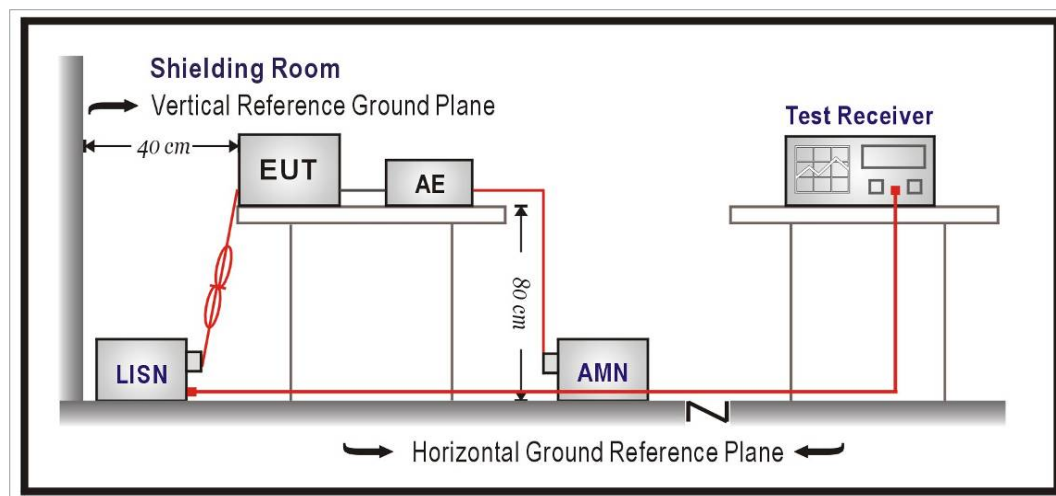 Shielding Room
Vertical Reference Ground Plane
Test Receiver
40 cm
EUT
AE
80 cm
LISN
AMN
Horizontal Ground Reference Plane